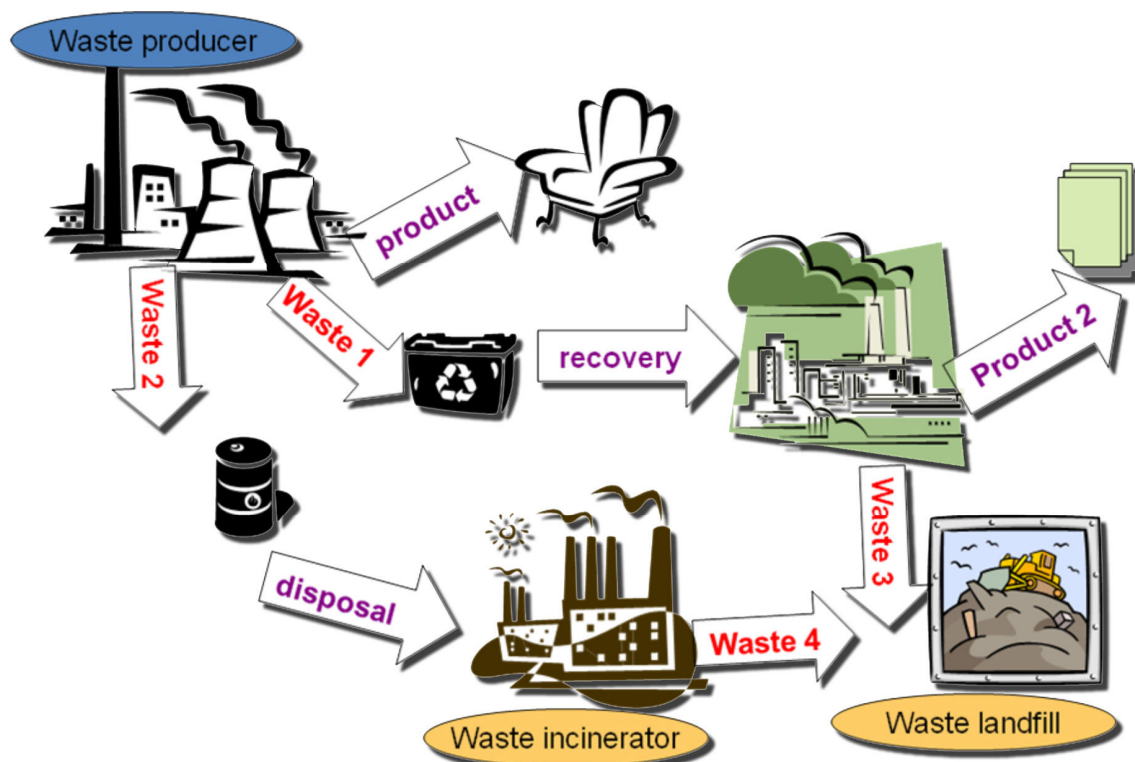 Waste producer
product
Waste 1
Waste 2
recovery
Product 2
disposal
Waste 3
Waste 4
Waste incinerator
Waste landfill